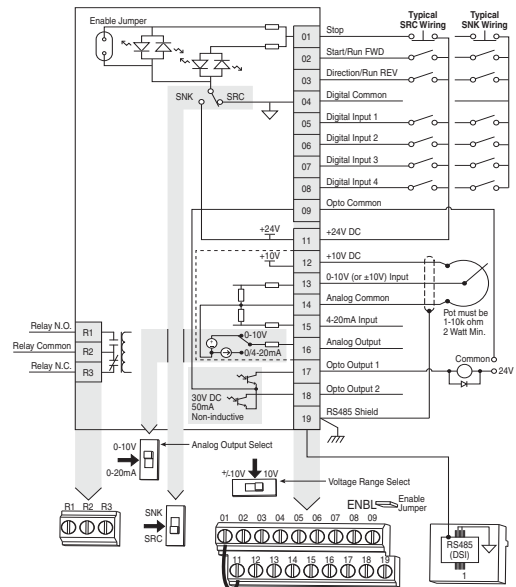 Enable Jumper
Typical
SRC Wiring
Typical
SNK Wiring
SNK
SRC
01 Stop
02 Start/Run FWD
03 Direction/Run REV
04 Digital Common
05 Digital Input 1
06 Digital Input 2
07 Digital Input 3
08 Digital Input 4
09 Opto Common
+24V
11 +24V DC
+10V
12 +10V DC
13 0-10V (or ±10V) Input
14 Analog Common
15 4-20mA Input
16 Analog Output
17 Opto Output 1
18 Opto Output 2
19 RS485 Shield
Pot must be
1-10k ohm
2 Watt Min.
Common
24V
0-10V
0/4-20mA
30V DC
50mA
Non-inductive
Relay N.O. R1
Relay Common R2
Relay N.C. R3
0-10V
0-20mA
Analog Output Select
+/-10V 10V
Voltage Range Select
ENBL
Enable
Jumper
R1 R2 R3
SNK
SRC
01 02 03 04 05 06 07 08 09
11 12 13 14 15 16 17 18 19
RS485
(DSI)
1